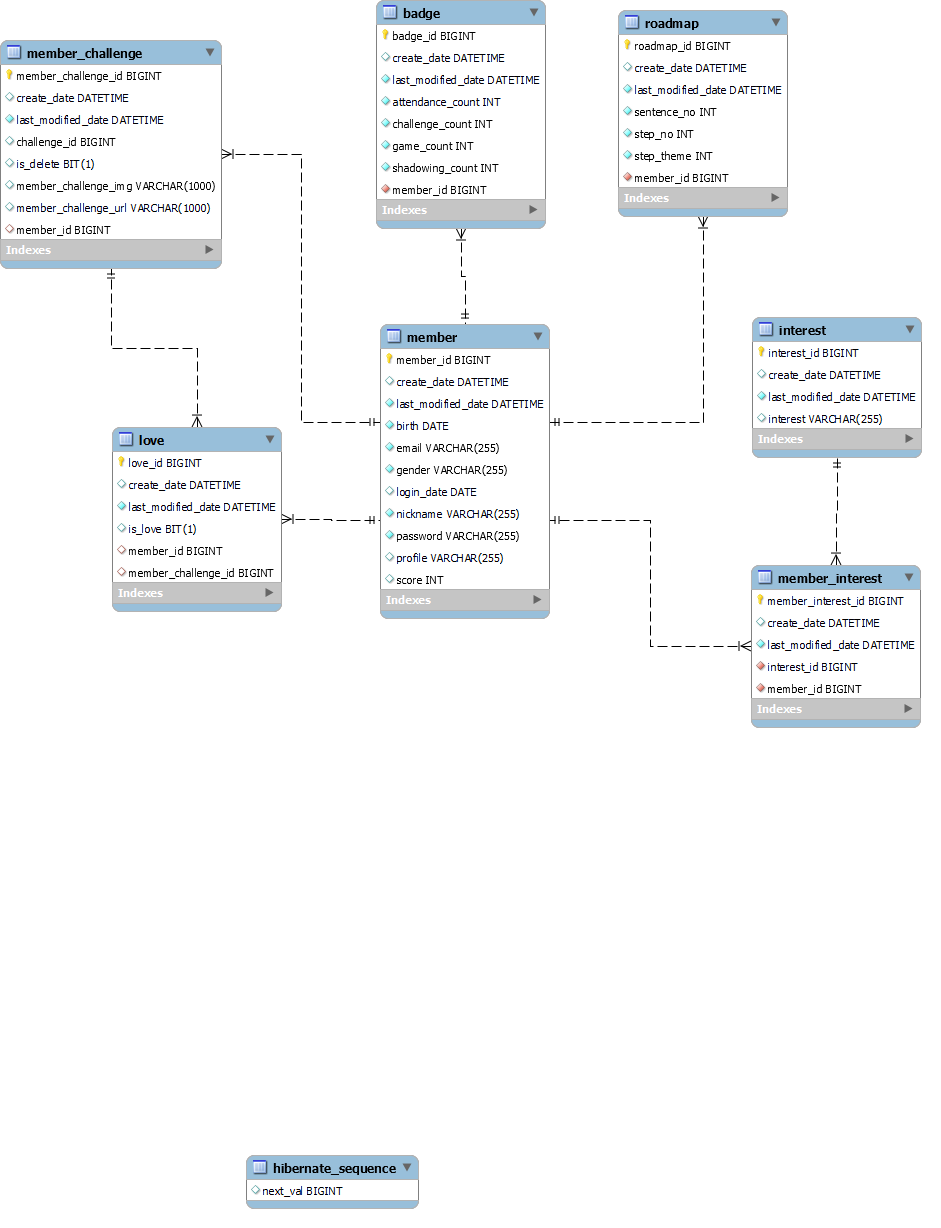 badge
badge_id BIGINT
create_date DATETIME
last_modified_date DATETIME
attendance_count INT
challenge_count INT
game_count INT
shadowing_count INT
member_id BIGINT
Indexes
roadmap
roadmap_id BIGINT
create_date DATETIME
last_modified_date DATETIME
sentence_no INT
step_no INT
step_theme INT
member_id BIGINT
Indexes
member_challenge
member_challenge_id BIGINT
create_date DATETIME
last_modified_date DATETIME
challenge_id BIGINT
is_delete BIT(1)
member_challenge_img VARCHAR(1000)
member_challenge_url VARCHAR(1000)
member_id BIGINT
Indexes
member
member_id BIGINT
create_date DATETIME
last_modified_date DATETIME
birth DATE
email VARCHAR(255)
gender VARCHAR(255)
login_date DATE
nickname VARCHAR(255)
password VARCHAR(255)
profile VARCHAR(255)
score INT
Indexes
interest
interest_id BIGINT
create_date DATETIME
last_modified_date DATETIME
interest VARCHAR(255)
Indexes
love
love_id BIGINT
create_date DATETIME
last_modified_date DATETIME
is_love BIT(1)
member_id BIGINT
member_challenge_id BIGINT
Indexes
member_interest
member_interest_id BIGINT
create_date DATETIME
last_modified_date DATETIME
interest_id BIGINT
member_id BIGINT
Indexes
hibernate_sequence
next_val BIGINT